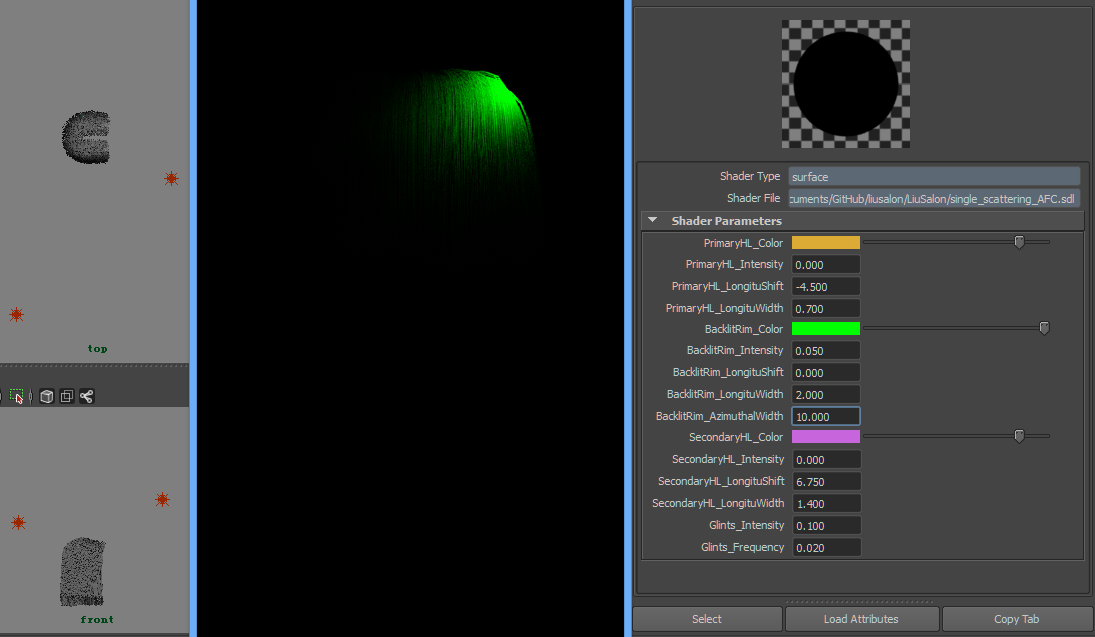 top
front
Shader Type surface
Shader File cuments/GitHub/liusalon/LiuSalon/single_scattering_AFC.sdl
Shader Parameters
PrimaryHL_Color
PrimaryHL_Intensity 0.000
PrimaryHL_LongituShift -4.500
PrimaryHL_LongituWidth 0.700
BacklitRim_Color
BacklitRim_Intensity 0.050
BacklitRim_LongituShift 0.000
BacklitRim_LongituWidth 2.000
BacklitRim_AzimuthalWidth 10.000
SecondaryHL_Color
SecondaryHL_Intensity 0.000
SecondaryHL_LongituShift 6.750
SecondaryHL_LongituWidth 1.400
Glints_Intensity 0.100
Glints_Frequency 0.020
Select Load Attributes Copy Tab